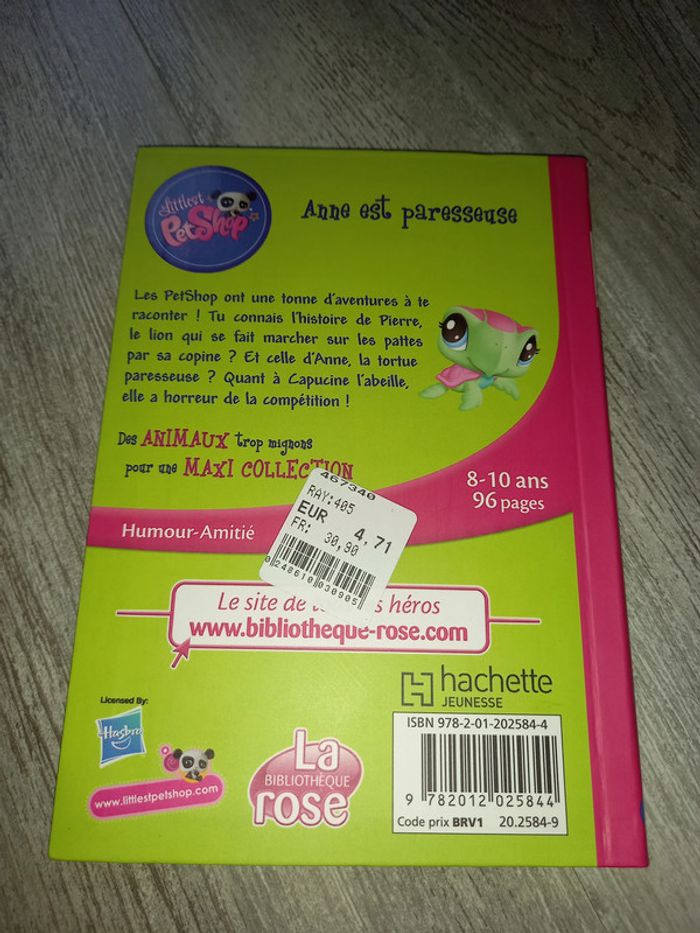 Littlest
PetShop
Anne est paresseuse
Les PetShop ont une tonne d'aventures à te
raconter ! Tu connais l'histoire de Pierre,
le lion qui se fait marcher sur les pattes
par sa copine ? Et celle d'Anne, la tortue
paresseuse ? Quant à Capucine l'abeille,
elle a horreur de la compétition !
Des ANIMAUX trop mignons
pour une MAXI COLLECTION
8-10 ans
96 pages
Humour-Amitié
467340
RAY:405
EUR 4,71
FR: 30,90
0 248610 030905
Le site de s héros
www.bibliotheque-rose.com
hachette
JEUNESSE
ISBN 978-2-01-202584-4
9 782012 025844
Code prix BRV1 20.2584-9
Licensed By:
Hasbro
www.littlestpetshop.com
La
BIBLIOTHÈQUE
rose